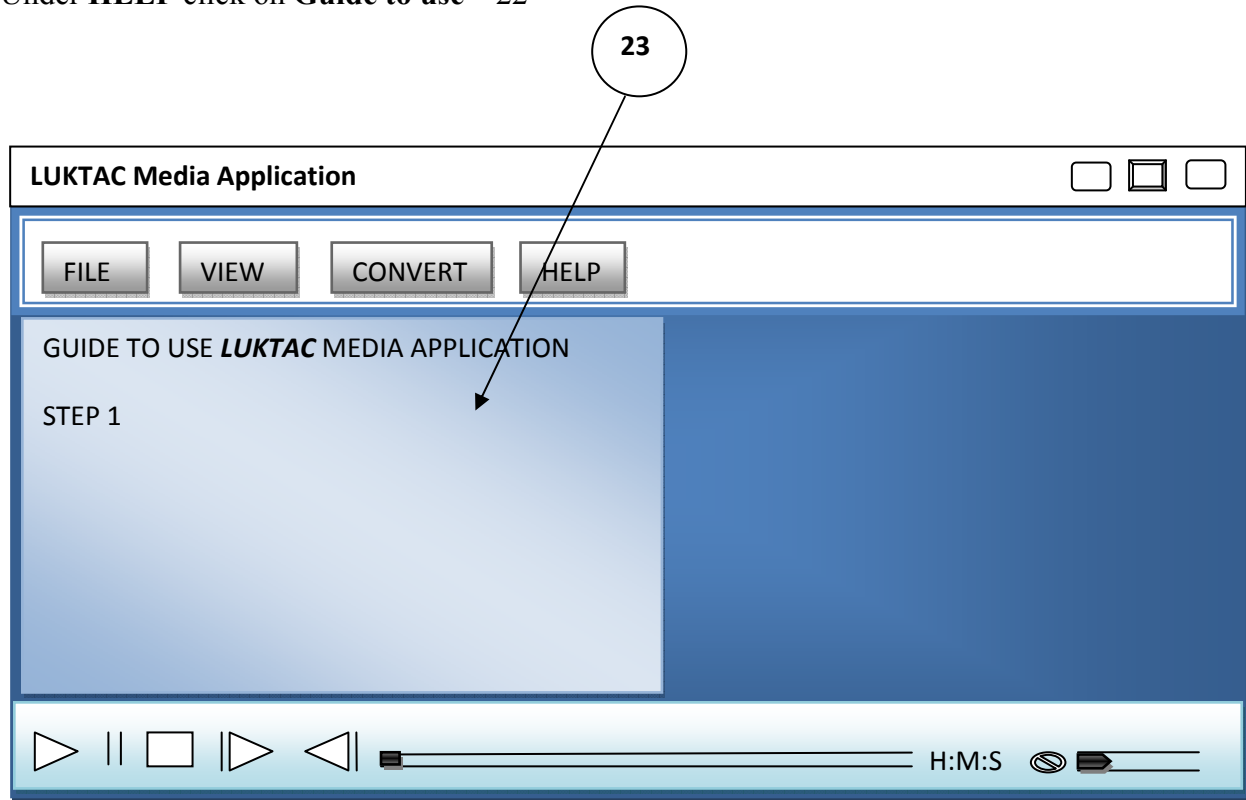 Under HELP click on Guide to use 22
23
LUKTAC Media Application
FILE VIEW CONVERT HELP
GUIDE TO USE LUKTAC MEDIA APPLICATION
STEP 1
H:M:S